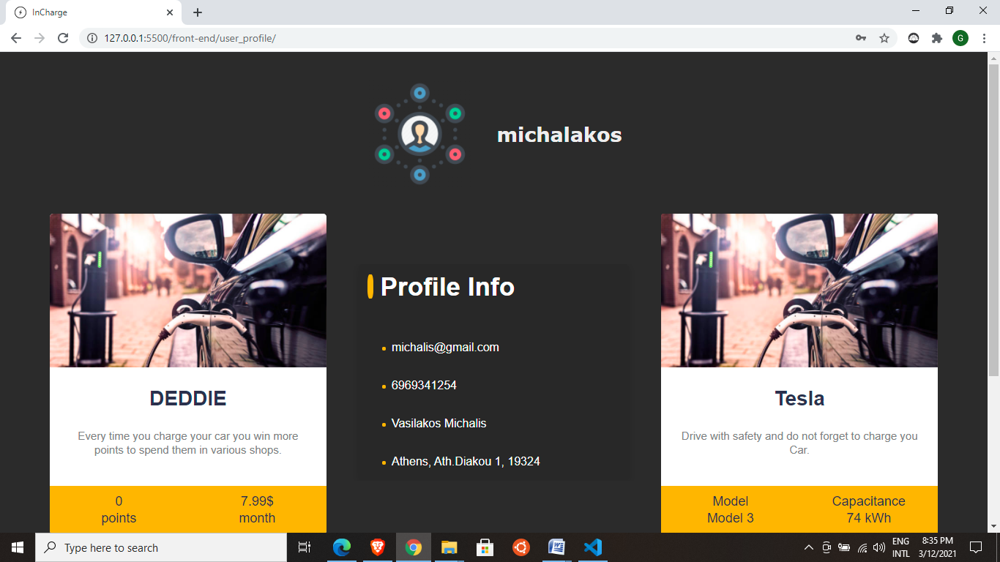 InCharge
127.0.0.1:5500/front-end/user_profile/
G
michalakos
DEDDIE
Every time you charge your car you win more
points to spend them in various shops.
0
points
7.99$
month
Profile Info
michalis@gmail.com
6969341254
Vasilakos Michalis
Athens, Ath.Diakou 1, 19324
Tesla
Drive with safety and do not forget to charge you
Car.
Model
Model 3
Capacitance
74 kWh
Type here to search
W
ENG
INTL
8:35 PM
3/12/2021